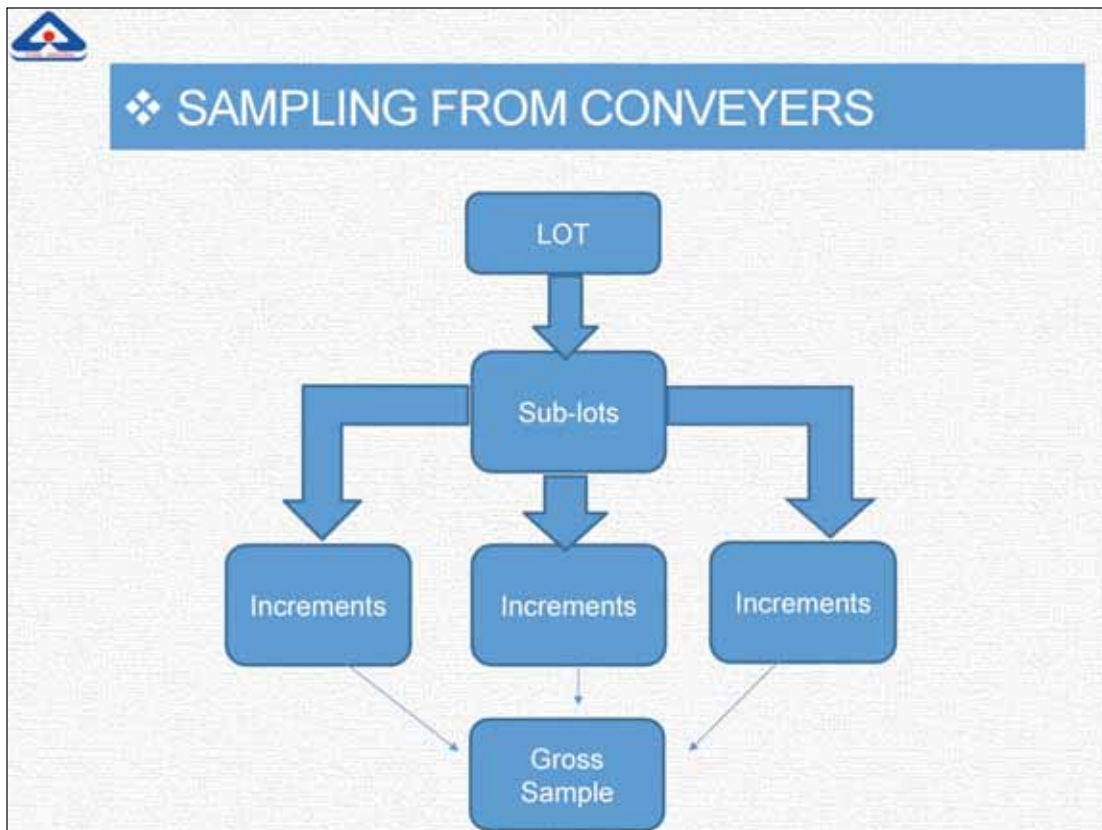 ❖ SAMPLING FROM CONVEYERS
LOT
Sub-lots
Increments
Increments
Increments
Gross
Sample